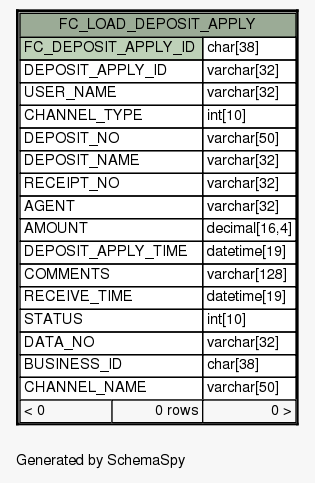 FC_LOAD_DEPOSIT_APPLY
FC_DEPOSIT_APPLY_ID char[38]
DEPOSIT_APPLY_ID varchar[32]
USER_NAME varchar[32]
CHANNEL_TYPE int[10]
DEPOSIT_NO varchar[50]
DEPOSIT_NAME varchar[32]
RECEIPT_NO varchar[32]
AGENT varchar[32]
AMOUNT decimal[16,4]
DEPOSIT_APPLY_TIME datetime[19]
COMMENTS varchar[128]
RECEIVE_TIME datetime[19]
STATUS int[10]
DATA_NO varchar[32]
BUSINESS_ID char[38]
CHANNEL_NAME varchar[50]
< 0 0 rows 0 >
Generated by SchemaSpy